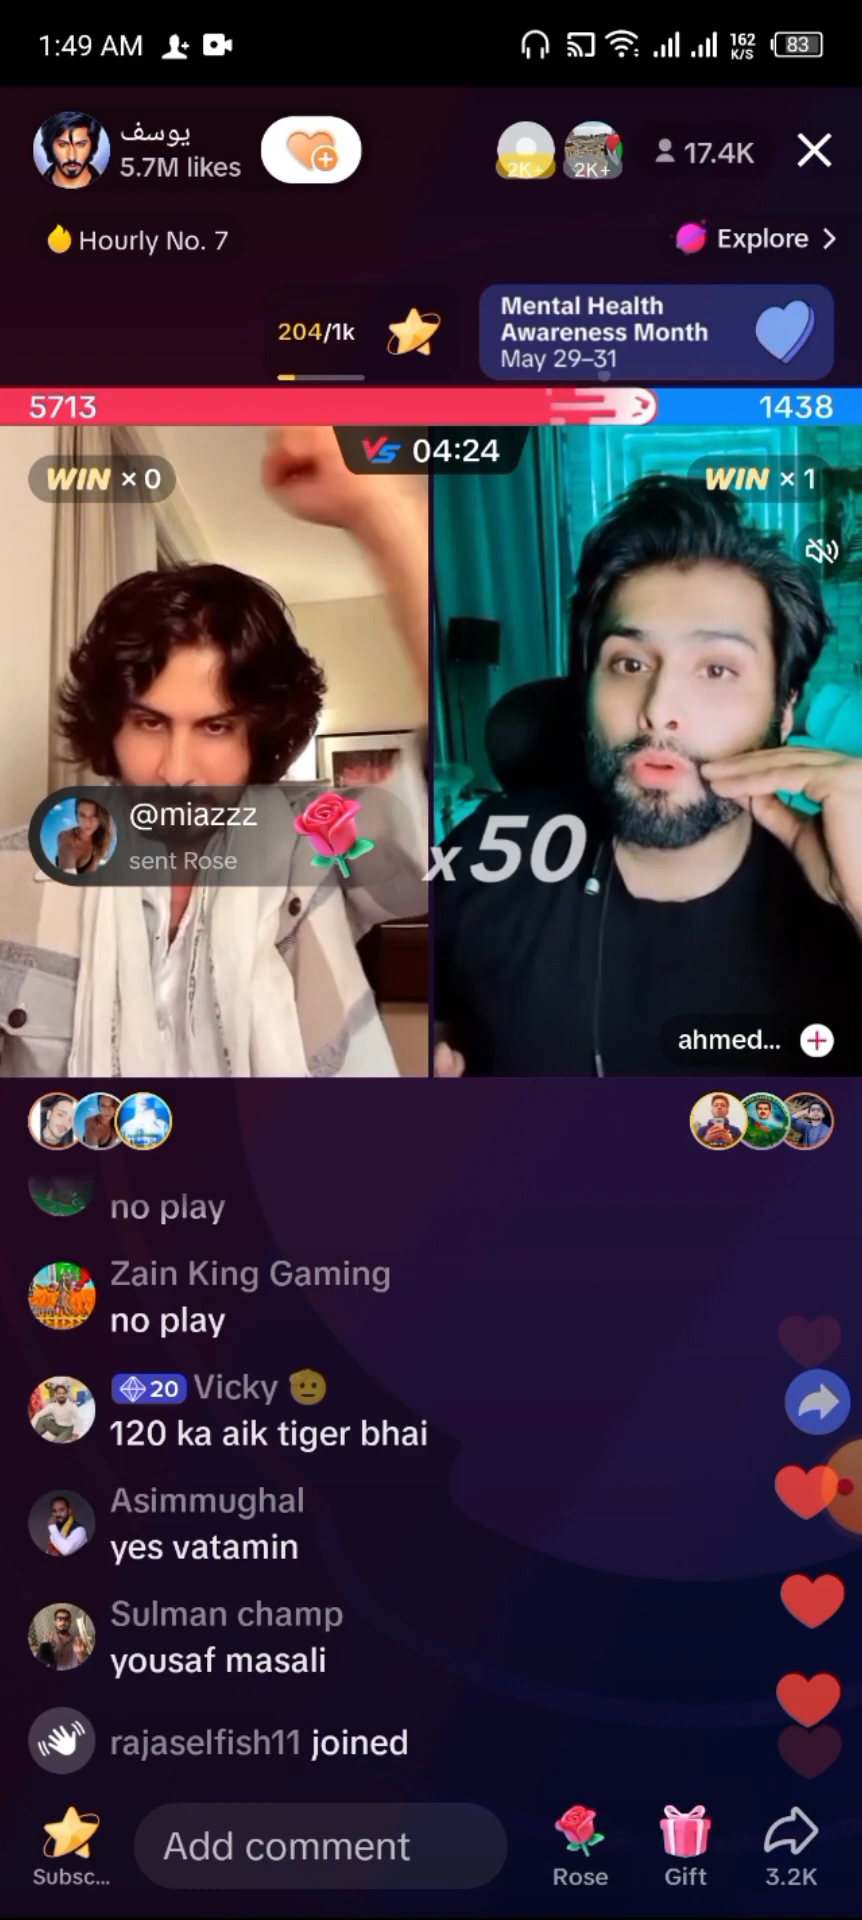 1:49 AM
162
K/S
83
يوسف
5.7M likes
2K+
2K+
17.4K
Hourly No. 7
Explore
204/1k
Mental Health
Awareness Month
May 29–31
5713
1438
VS 04:24
WIN × 0
WIN × 1
@miazzz
sent Rose
x50
ahmed...
no play
Zain King Gaming
no play
20 Vicky
120 ka aik tiger bhai
Asimmughal
yes vatamin
Sulman champ
yousaf masali
rajaselfish11 joined
Add comment
Subsc...
Rose
Gift
3.2K